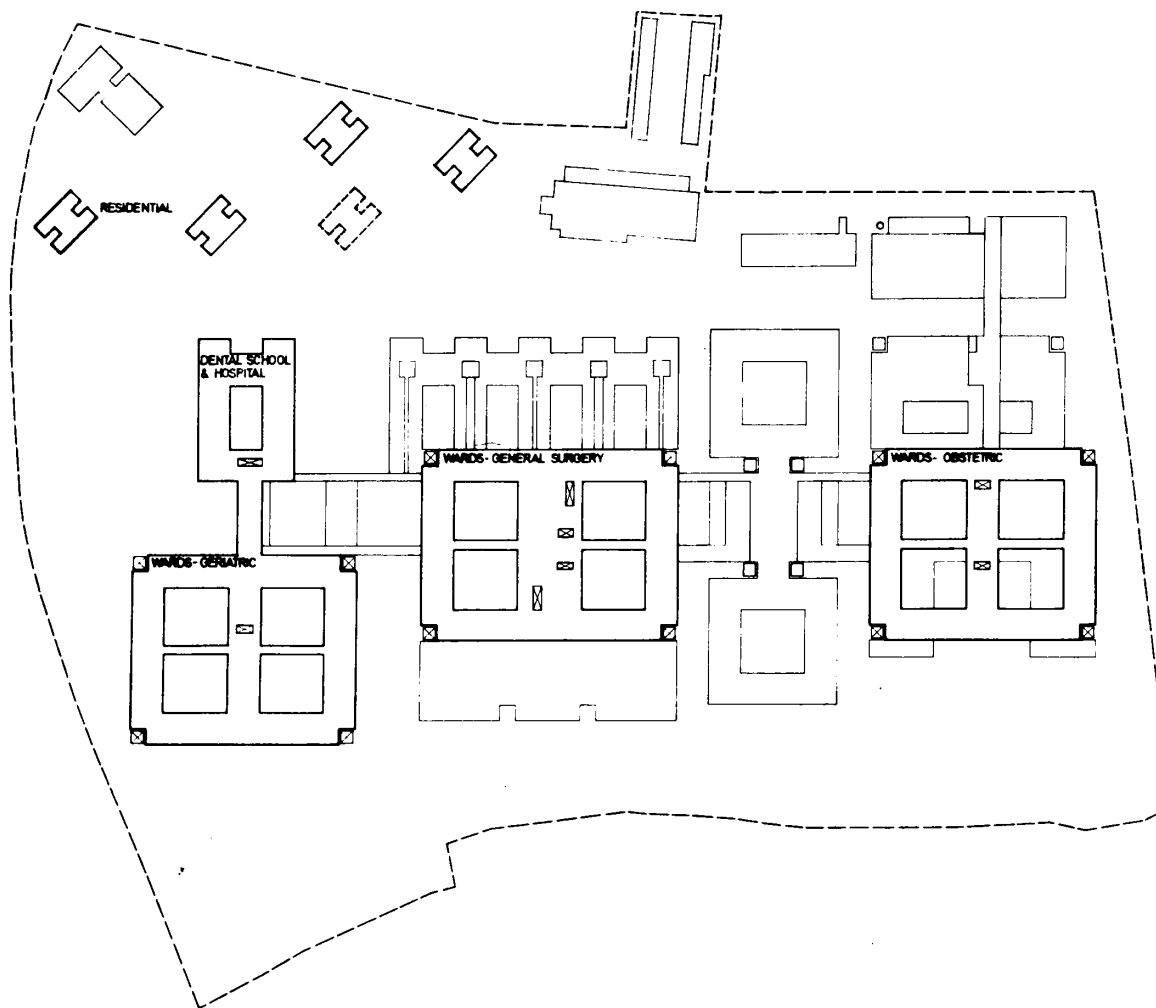 RESIDENTIAL
DENTAL SCHOOL
& HOSPITAL
WARDS - GENERAL SURGERY
WARDS - OBSTETRIC
WARDS - GERIATRIC